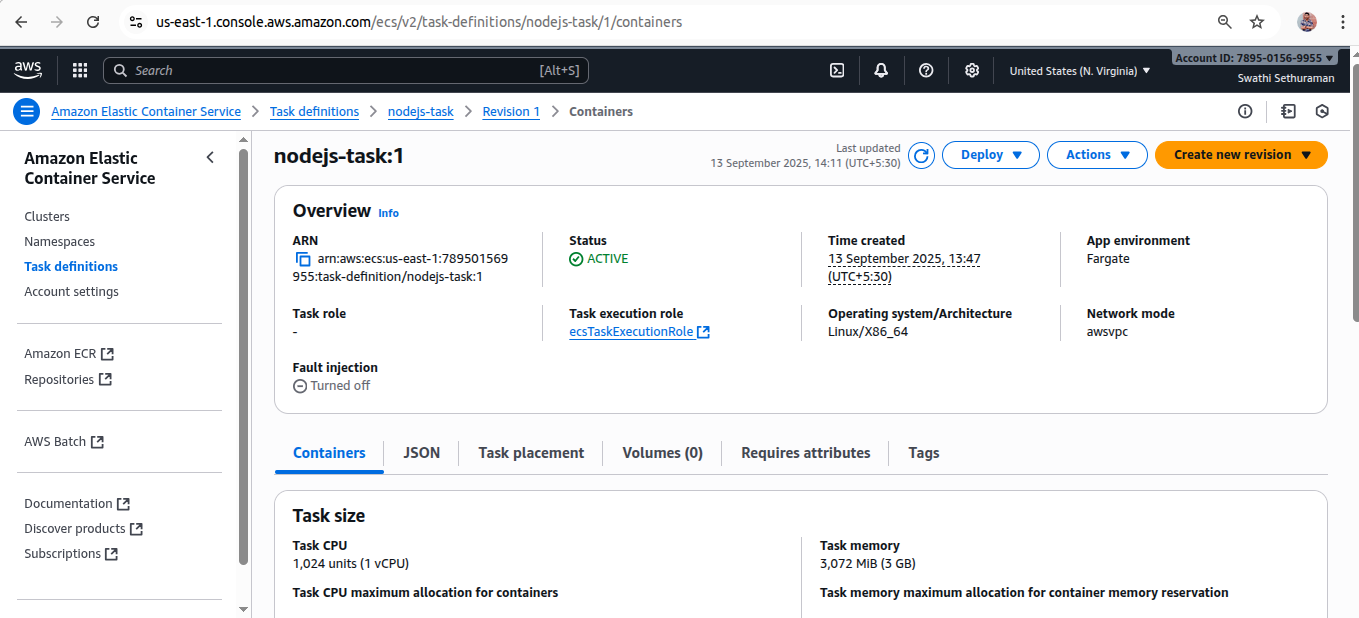 us-east-1.console.aws.amazon.com/ecs/v2/task-definitions/nodejs-task/1/containers
aws
Search
[Alt+S]
United States (N. Virginia)
Account ID: 7895-0156-9955
Swathi Sethuraman
Amazon Elastic Container Service
Task definitions
nodejs-task
Revision 1
Containers
Amazon Elastic
Container Service
Clusters
Namespaces
Task definitions
Account settings
Amazon ECR
Repositories
AWS Batch
Documentation
Discover products
Subscriptions
nodejs-task:1
Last updated
13 September 2025, 14:11 (UTC+5:30)
Deploy
Actions
Create new revision
Overview Info
ARN
arn:aws:ecs:us-east-1:789501569
955:task-definition/nodejs-task:1
Status
ACTIVE
Time created
13 September 2025, 13:47
(UTC+5:30)
App environment
Fargate
Task role
-
Task execution role
ecsTaskExecutionRole
Operating system/Architecture
Linux/X86_64
Network mode
awsvpc
Fault injection
Turned off
Containers
JSON
Task placement
Volumes (0)
Requires attributes
Tags
Task size
Task CPU
1,024 units (1 vCPU)
Task memory
3,072 MiB (3 GB)
Task CPU maximum allocation for containers
Task memory maximum allocation for container memory reservation